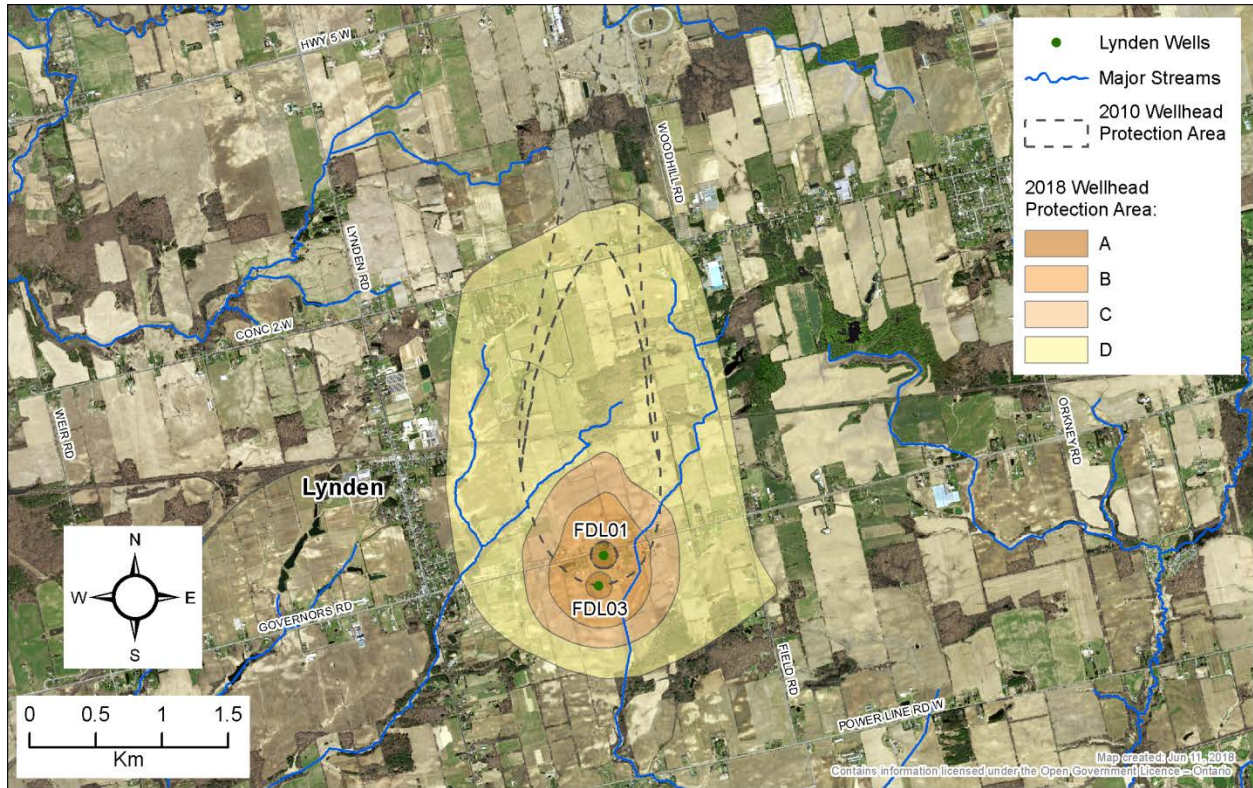 HWY 5 W
WOODHILL RD
LYNDEN RD
CONC 2 W
WEIR RD
ORKNEY RD
Lynden
FDL01
FDL03
GOVERNORS RD
FIELD RD
POWER LINE RD W
Lynden Wells
Major Streams
2010 Wellhead
Protection Area
2018 Wellhead
Protection Area:
A
B
C
D
N
W E
S
0 0.5 1 1.5
Km
Map created: Jun 11, 2018
Contains information licensed under the Open Government Licence – Ontario